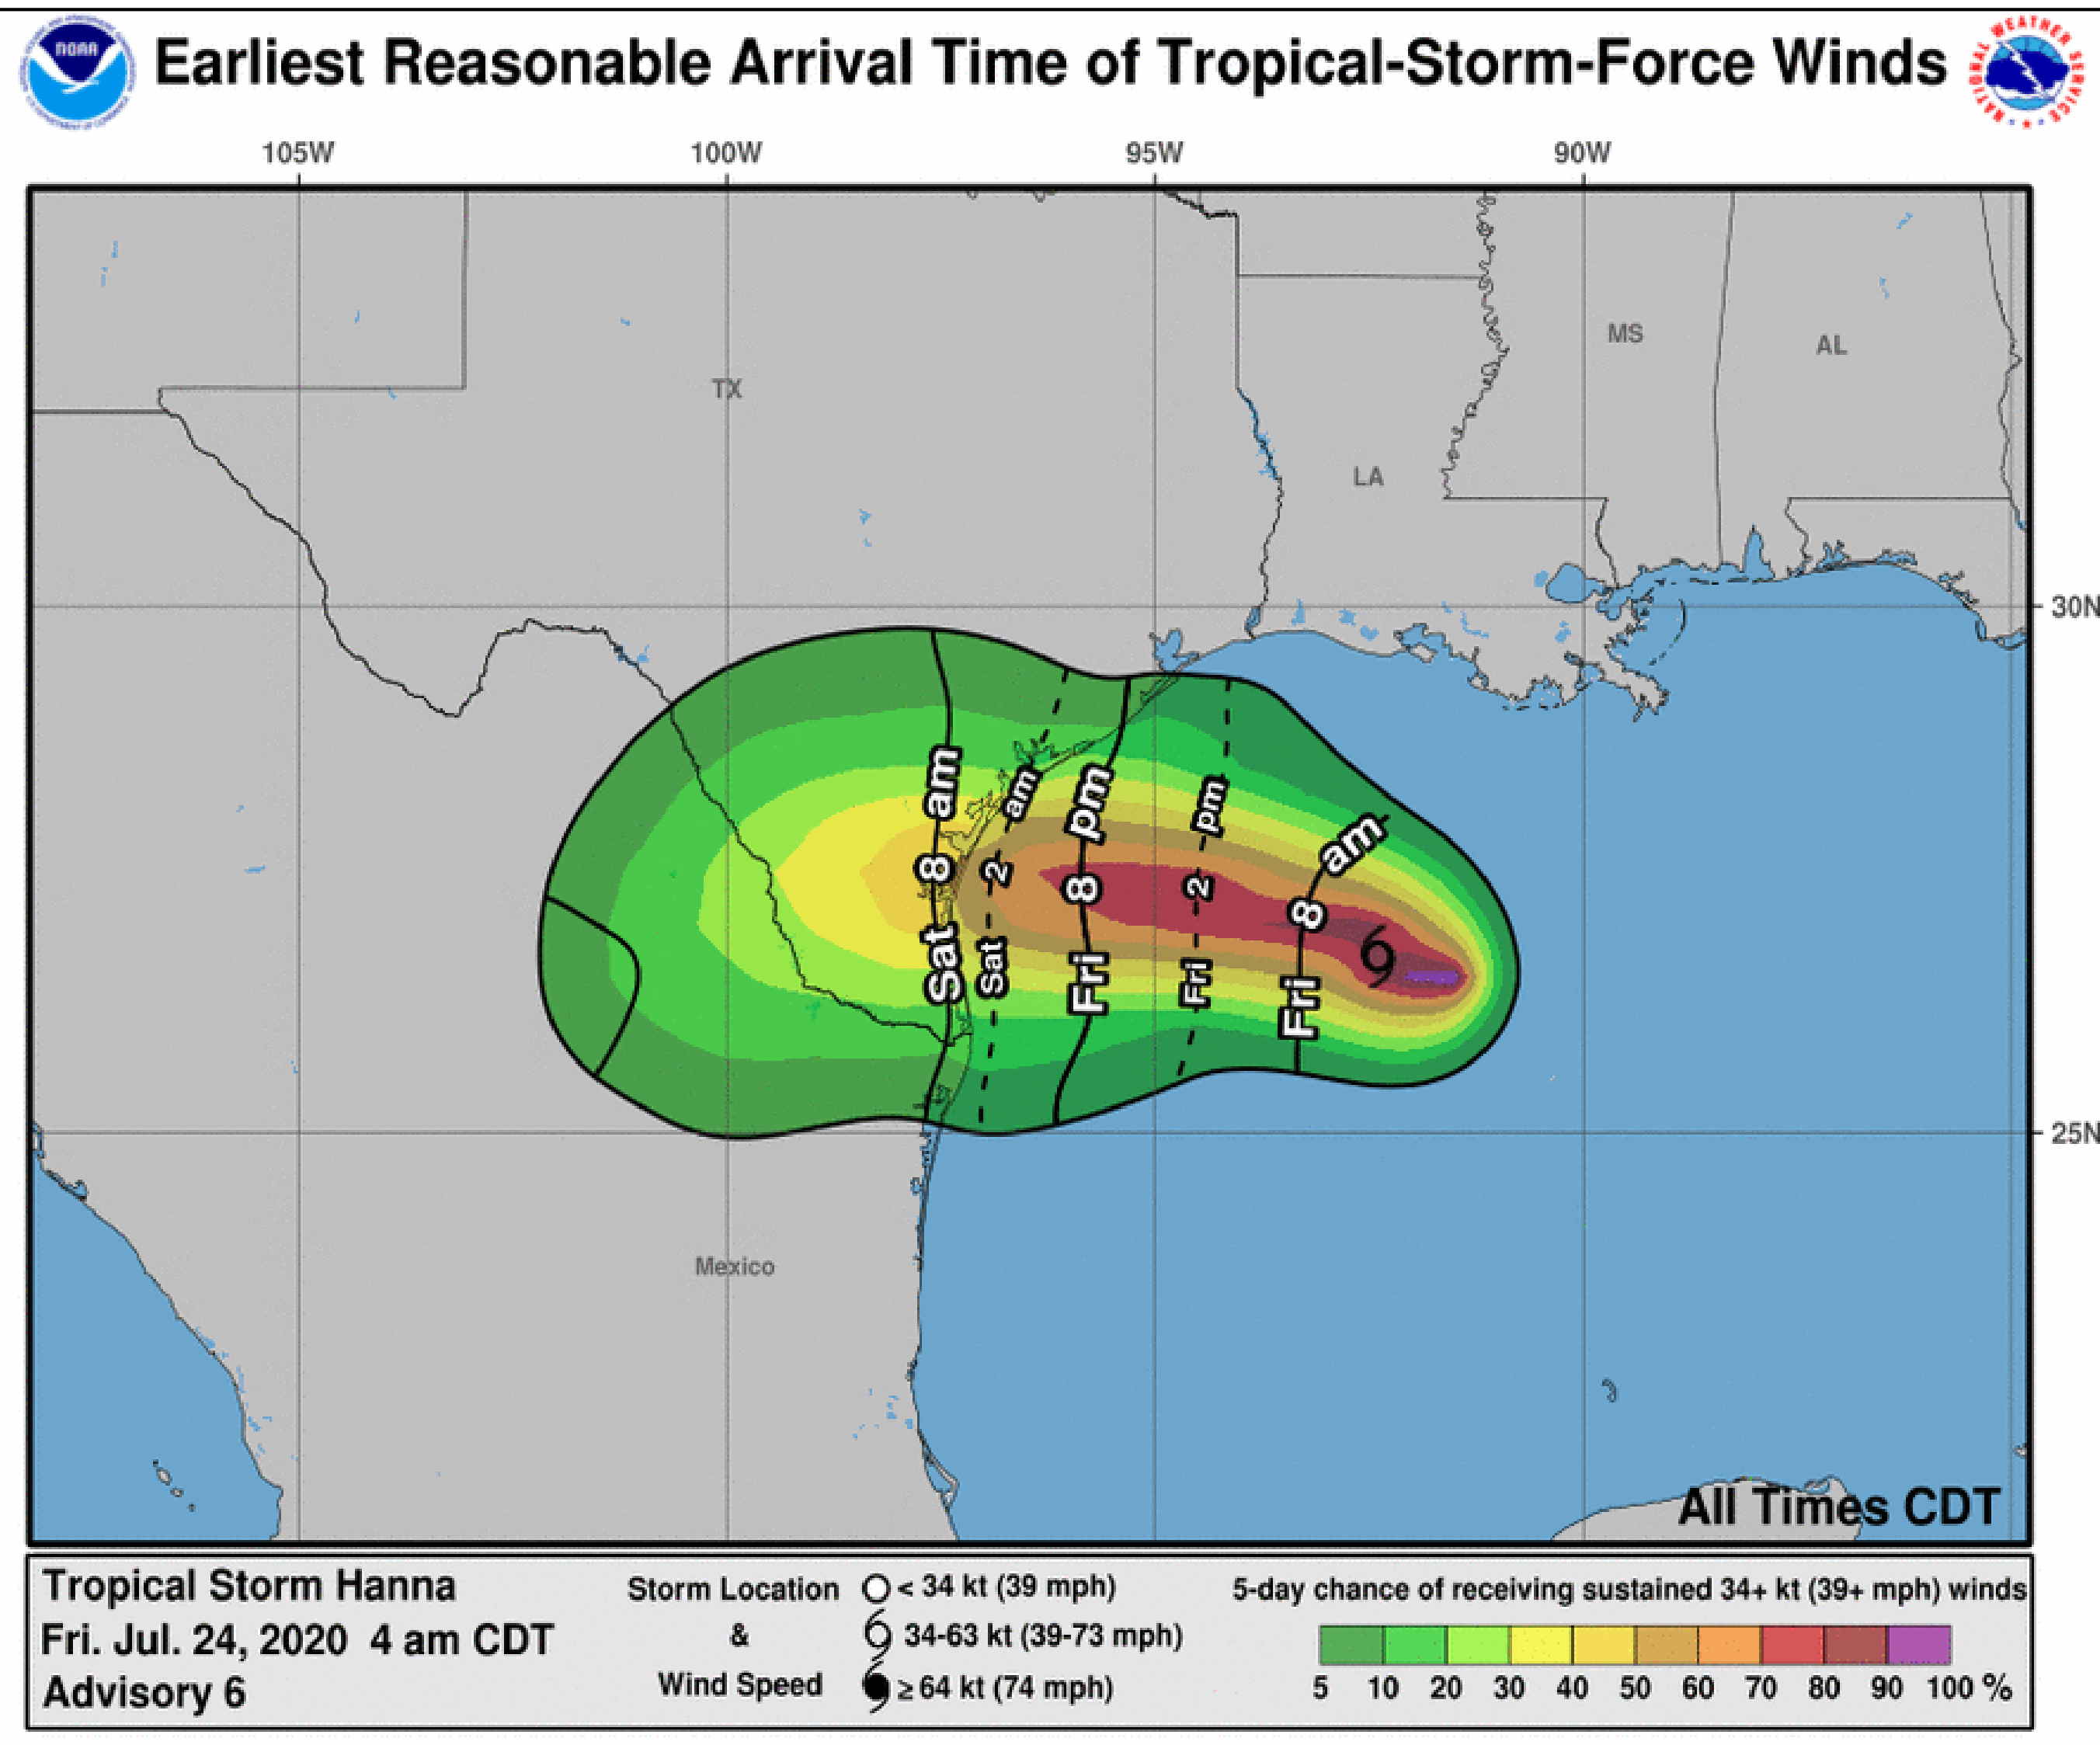 NOAA
Earliest Reasonable Arrival Time of Tropical-Storm-Force Winds
NATIONAL WEATHER SERVICE
105W 100W 95W 90W
MS
AL
TX
LA
30N
Sat 8 am
Sat 2 am
Fri 8 pm
Fri 2 pm
Fri 8 am
25N
Mexico
All Times CDT
Tropical Storm Hanna
Fri. Jul. 24, 2020 4 am CDT
Advisory 6
Storm Location
&
Wind Speed
< 34 kt (39 mph)
34-63 kt (39-73 mph)
≥ 64 kt (74 mph)
5-day chance of receiving sustained 34+ kt (39+ mph) winds
5 10 20 30 40 50 60 70 80 90 100 %